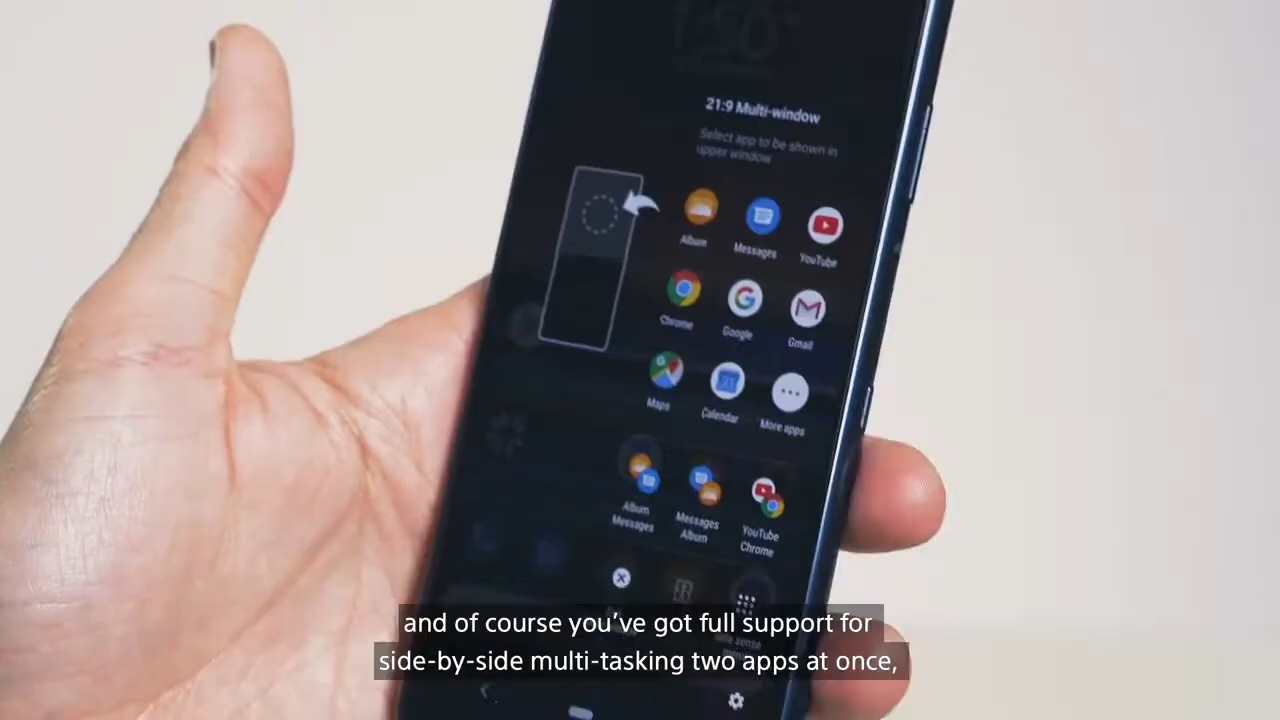 1:50
21:9 Multi-window
Select app to be shown in
upper window
Album
Messages
YouTube
Chrome
Google
Gmail
Maps
Calendar
More apps
Album
Messages
Messages
Album
YouTube
Chrome
and of course you've got full support for
side-by-side multi-tasking two apps at once,